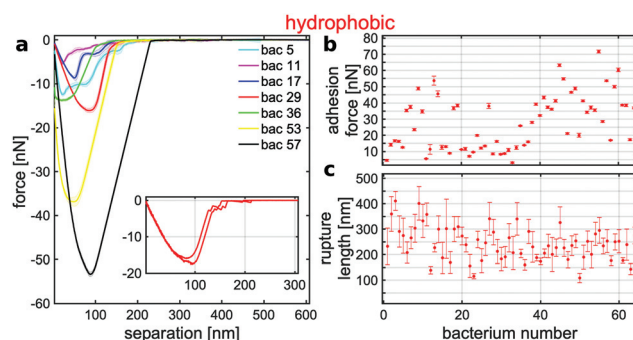 hydrophobic
a
0
-10
-20
-30
-40
-50
-60
force [nN]
0 100 200 300 400 500 600
separation [nm]
bac 5
bac 11
bac 17
bac 29
bac 36
bac 53
bac 57
0
-10
-20
0 100 200 300
b
80
70
60
50
40
30
20
10
0
adhesion
force [nN]
c
500
400
300
200
100
rupture
length [nm]
0 20 40 60
bacterium number